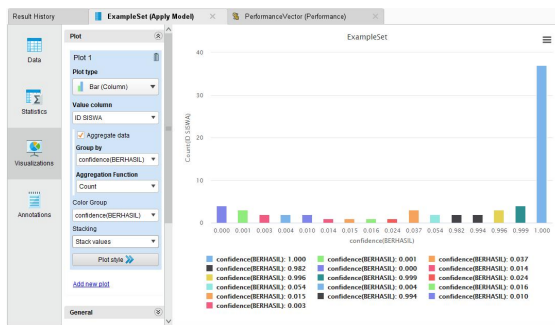 Result History
ExampleSet (Apply Model)
PerformanceVector (Performance)
Data
Statistics
Visualizations
Annotations
Plot
Plot 1
Plot type
Bar (Column)
Value column
ID SISWA
Aggregate data
Group by
confidence(BERHASIL)
Aggregation Function
Count
Color Group
confidence(BERHASIL)
Stacking
Stack values
Plot style
Add new plot
General
ExampleSet
Count(ID SISWA)
40
30
20
10
0
0.000 0.001 0.003 0.004 0.010 0.014 0.015 0.016 0.024 0.037 0.054 0.982 0.994 0.996 0.999 1.000
confidence(BERHASIL)
confidence(BERHASIL): 1.000 confidence(BERHASIL): 0.001 confidence(BERHASIL): 0.037
confidence(BERHASIL): 0.982 confidence(BERHASIL): 0.000 confidence(BERHASIL): 0.014
confidence(BERHASIL): 0.996 confidence(BERHASIL): 0.999 confidence(BERHASIL): 0.024
confidence(BERHASIL): 0.054 confidence(BERHASIL): 0.004 confidence(BERHASIL): 0.016
confidence(BERHASIL): 0.015 confidence(BERHASIL): 0.994 confidence(BERHASIL): 0.010
confidence(BERHASIL): 0.003